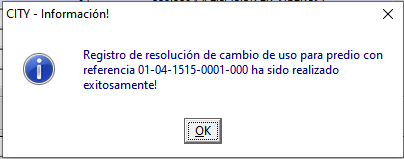 CITY - Información!
Registro de resolución de cambio de uso para predio con
referencia 01-04-1515-0001-000 ha sido realizado
exitosamente!
OK